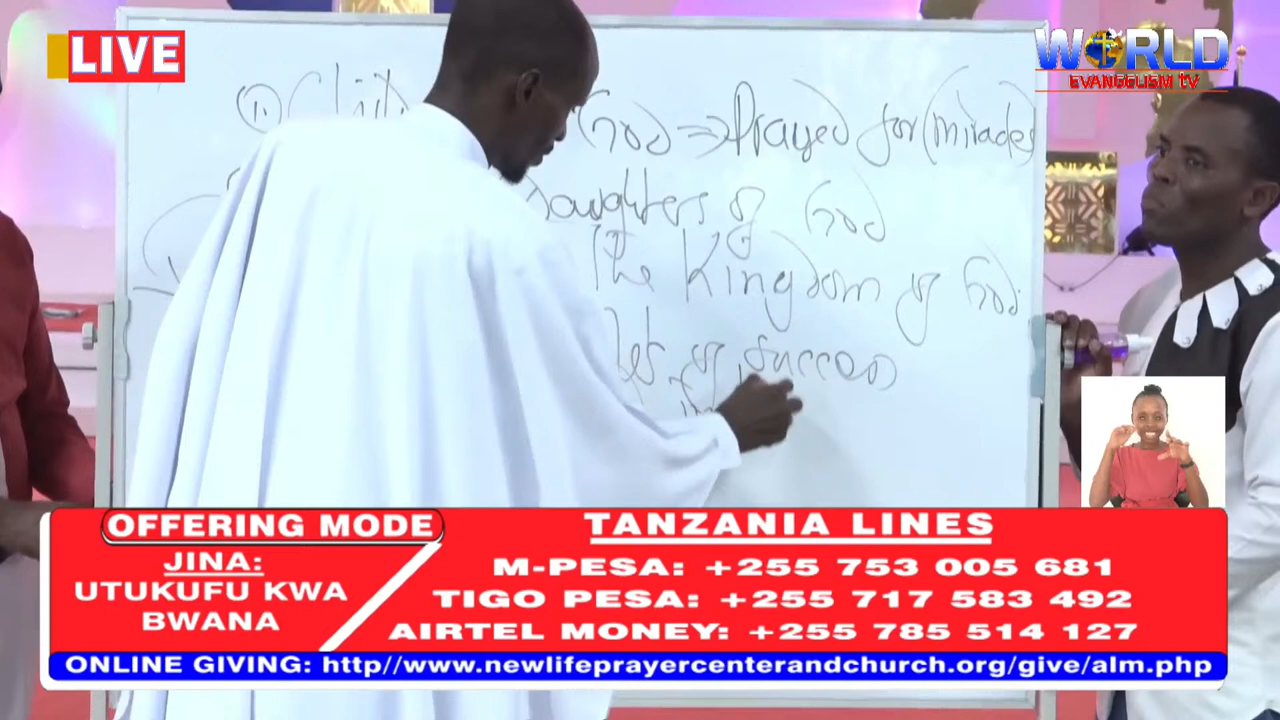 LIVE
WORLD
EVANGELISM TV
God => Prayed for (miracles)
Daughters of God
The Kingdom of God
of success
OFFERING MODE
JINA:
UTUKUFU KWA
BWANA
TANZANIA LINES
M-PESA: +255 753 005 681
TIGO PESA: +255 717 583 492
AIRTEL MONEY: +255 785 514 127
ONLINE GIVING: http//www.newlifeprayercenterandchurch.org/give/alm.php